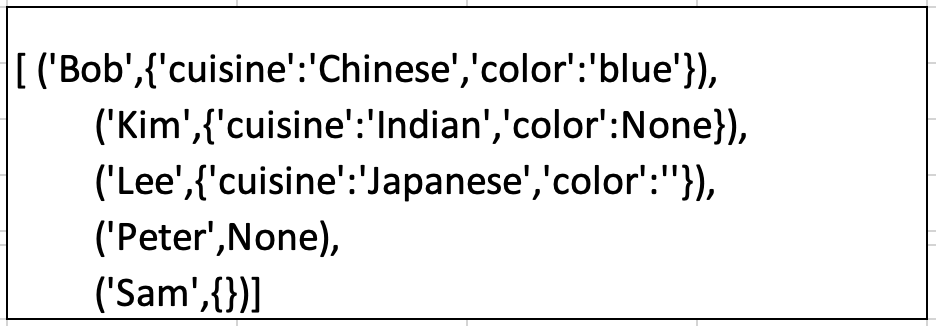 [ ('Bob',{'cuisine':'Chinese','color':'blue'}),
('Kim',{'cuisine':'Indian','color':None}),
('Lee',{'cuisine':'Japanese','color':''}),
('Peter',None),
('Sam',{})]